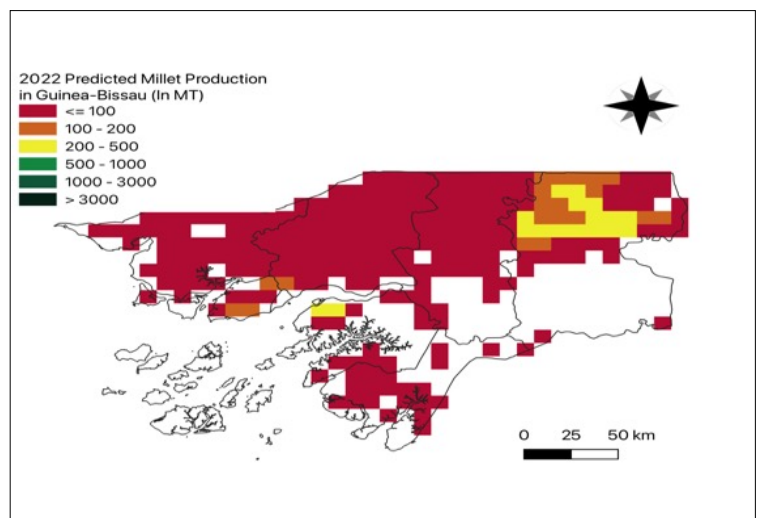 2022 Predicted Millet Production
in Guinea-Bissau (In MT)
<= 100
100 - 200
200 - 500
500 - 1000
1000 - 3000
> 3000
0 25 50 km